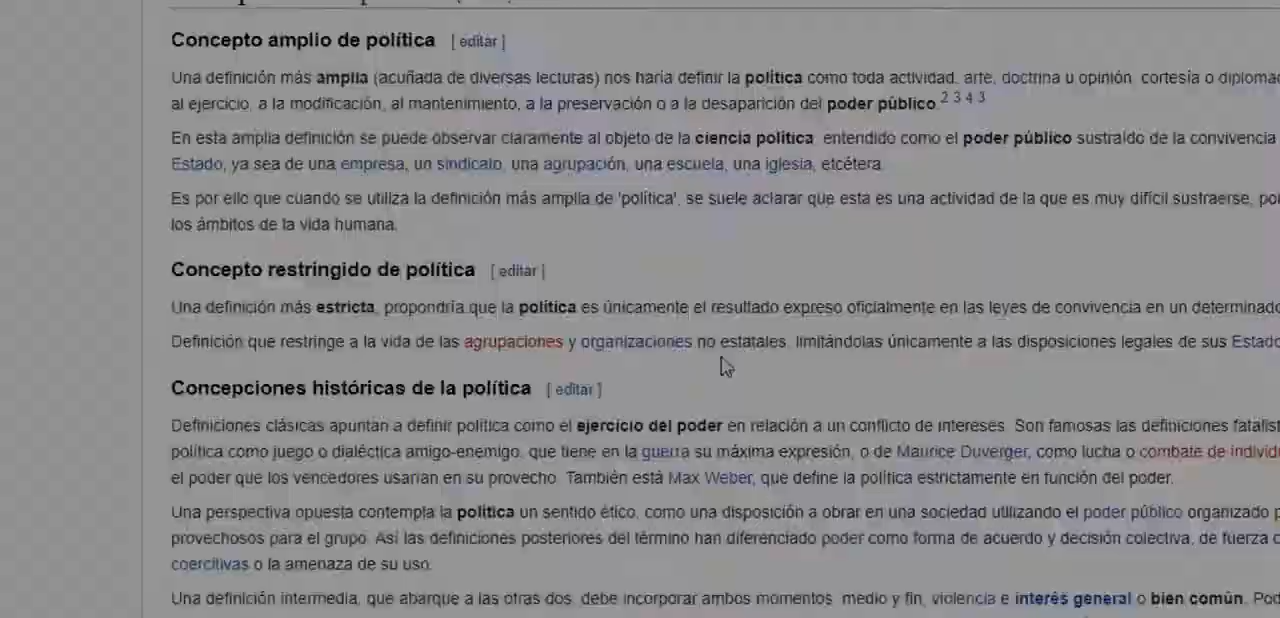 Concepto amplio de política [ editar ]
Una definición más amplia (acuñada de diversas lecturas) nos haría definir la política como toda actividad, arte, doctrina u opinión, cortesía o diplomac
al ejercicio, a la modificación, al mantenimiento, a la preservación o a la desaparición del poder público.2 3 4 3
En esta amplia definición se puede observar claramente al objeto de la ciencia política, entendido como el poder público sustraído de la convivencia
Estado, ya sea de una empresa, un sindicato, una agrupación, una escuela, una iglesia, etcétera.
Es por ello que cuando se utiliza la definición más amplia de 'política', se suele aclarar que esta es una actividad de la que es muy difícil sustraerse, por
los ámbitos de la vida humana.
Concepto restringido de política [ editar ]
Una definición más estricta, propondría que la política es únicamente el resultado expreso oficialmente en las leyes de convivencia en un determinado
Definición que restringe a la vida de las agrupaciones y organizaciones no estatales, limitándolas únicamente a las disposiciones legales de sus Estado
Concepciones históricas de la política [ editar ]
Definiciones clásicas apuntan a definir política como el ejercicio del poder en relación a un conflicto de intereses. Son famosas las definiciones fatalist
política como juego o dialéctica amigo-enemigo, que tiene en la guerra su máxima expresión, o de Maurice Duverger, como lucha o combate de individu
el poder que los vencedores usarían en su provecho. También está Max Weber, que define la política estrictamente en función del poder.
Una perspectiva opuesta contempla la política un sentido ético, como una disposición a obrar en una sociedad utilizando el poder público organizado p
provechosos para el grupo. Así las definiciones posteriores del término han diferenciado poder como forma de acuerdo y decisión colectiva, de fuerza c
coercitivas o la amenaza de su uso.
Una definición intermedia, que abarque a las otras dos, debe incorporar ambos momentos: medio y fin, violencia e interés general o bien común. Pod